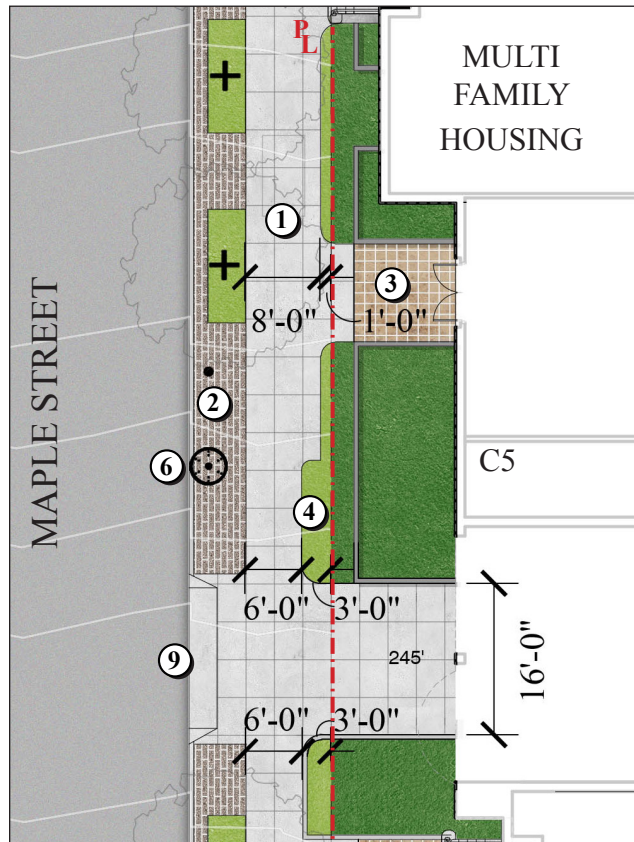 PL
MULTI
FAMILY
HOUSING
1
3
8'-0" 1'-0"
MAPLE STREET
2
6
C5
4
6'-0" 3'-0"
9
245'
16'-0"
6'-0" 3'-0"